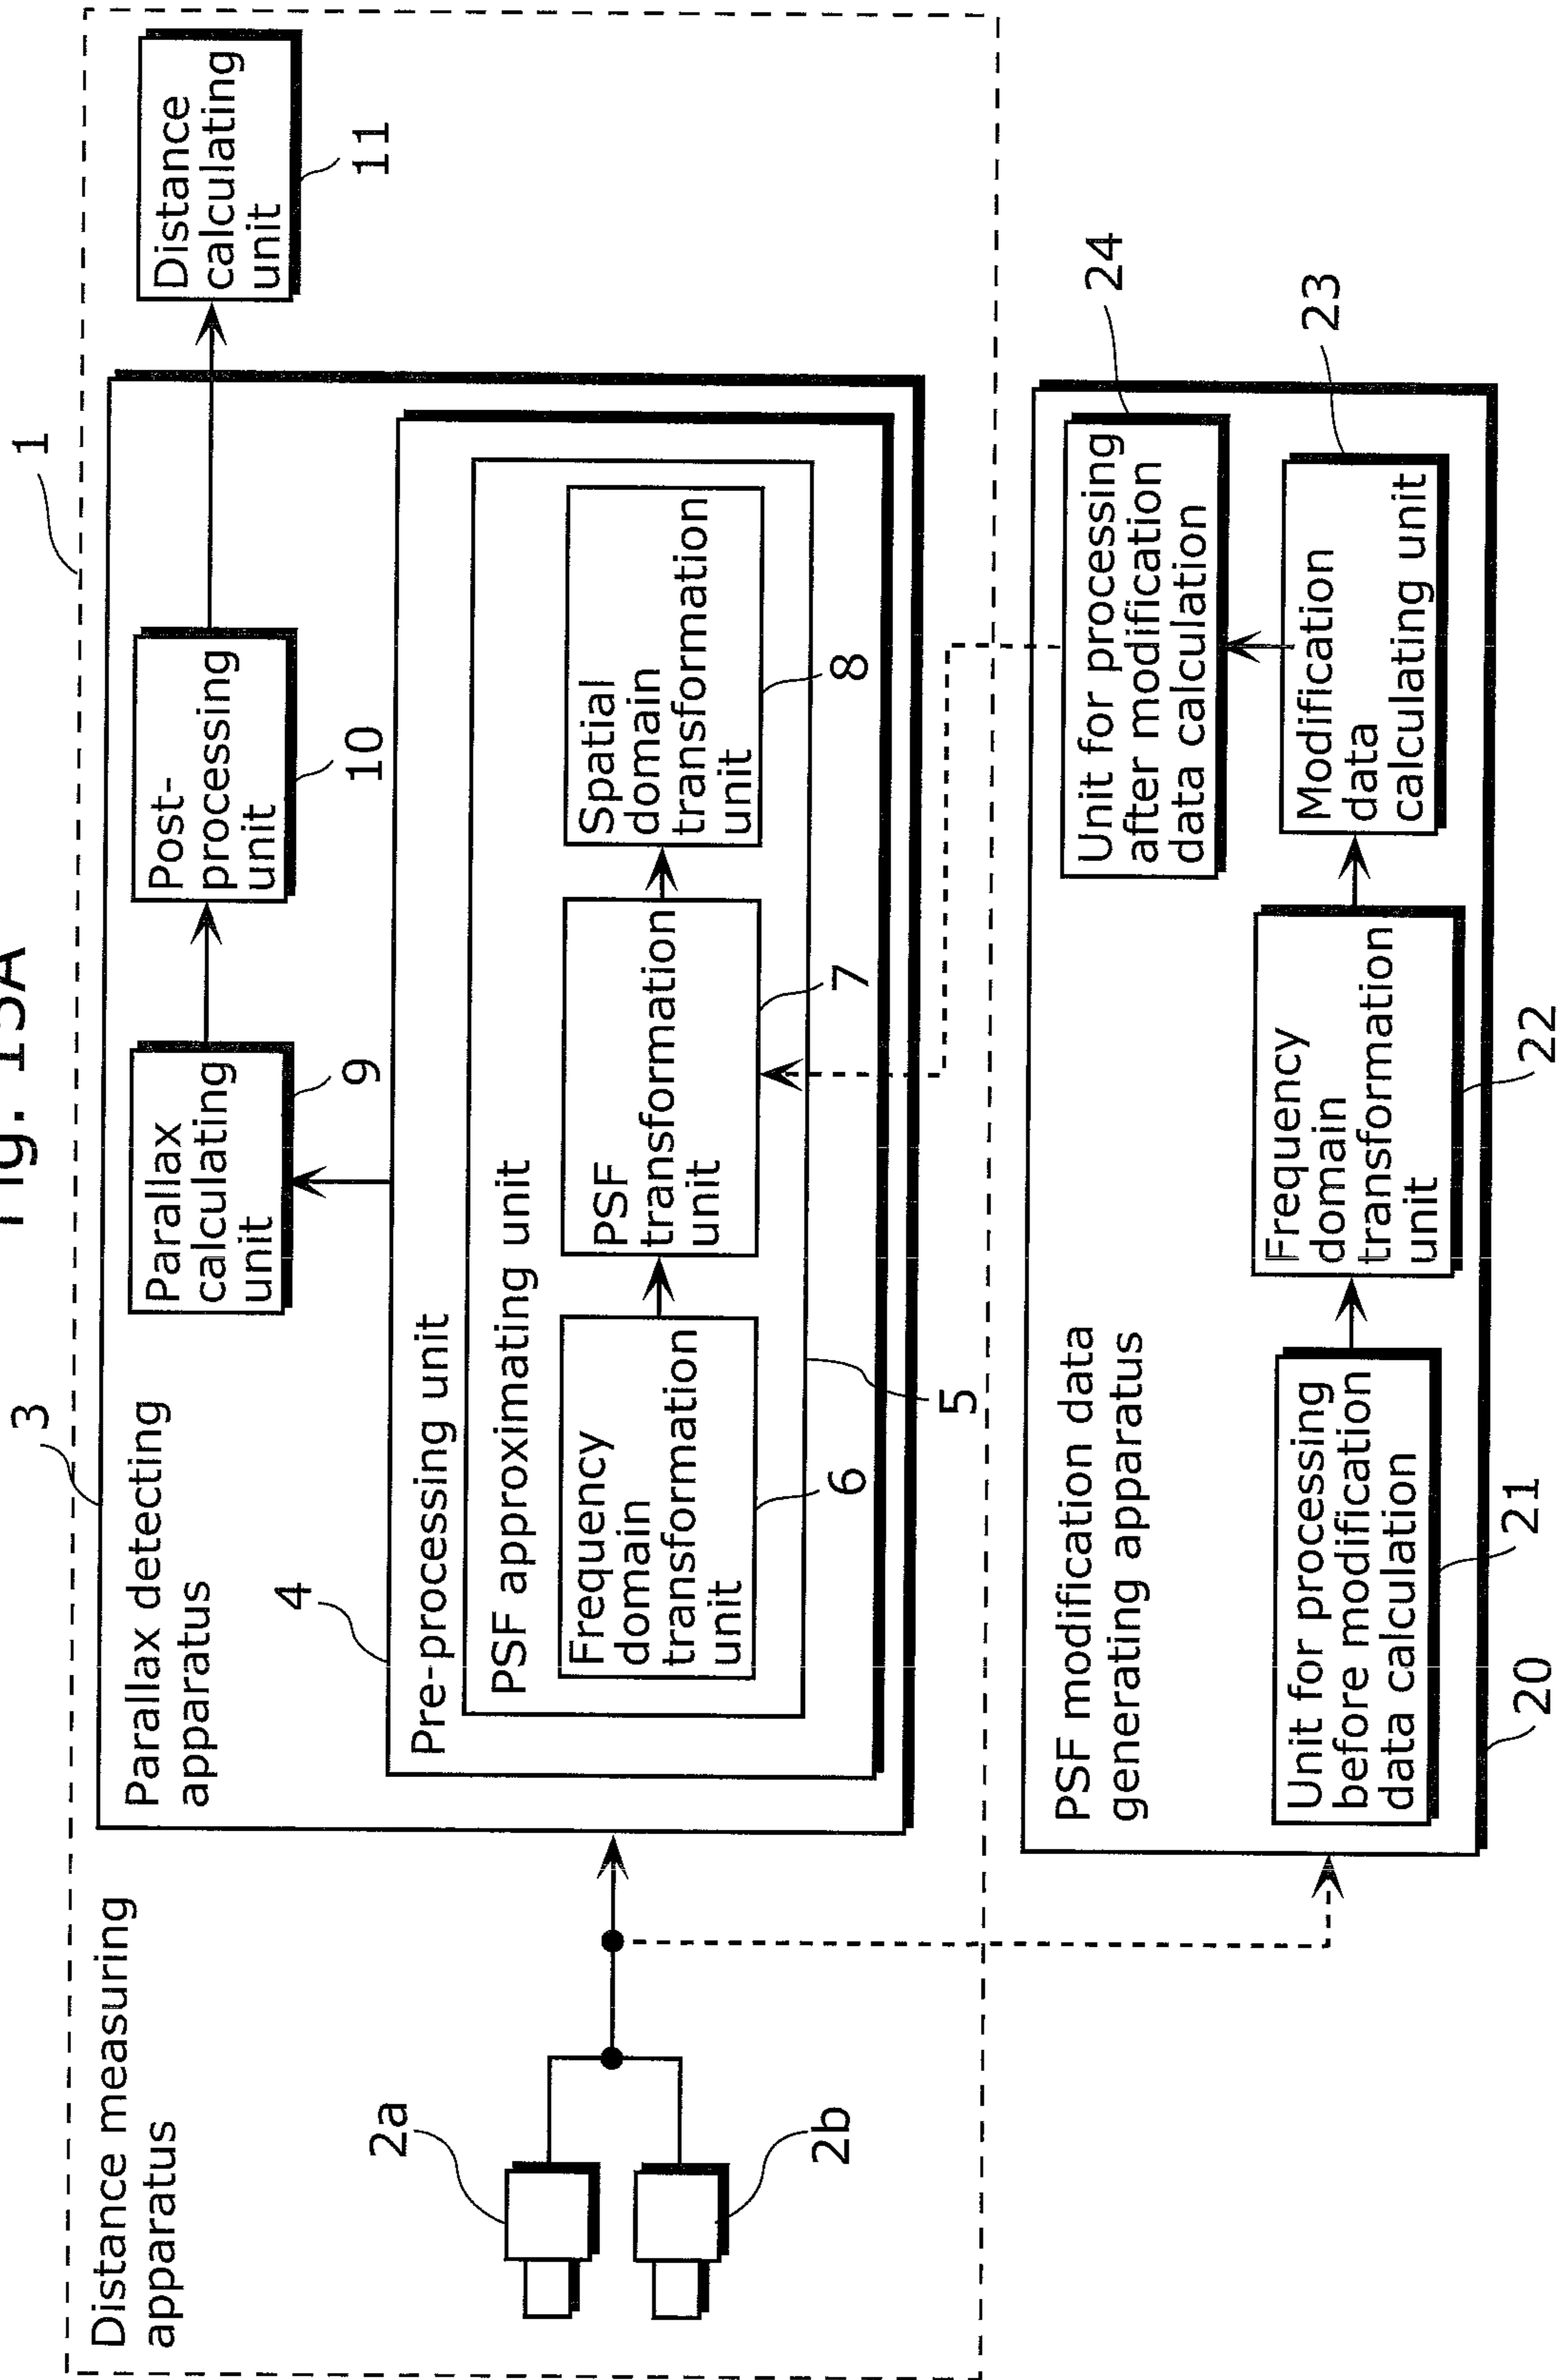 Fig. 15A
1
Distance measuring
apparatus
3
Parallax detecting
apparatus
Parallax
calculating
unit
9
Post-
processing
unit
10
Distance
calculating
unit
11
4
Pre-processing unit
PSF approximating unit
Frequency
domain
transformation
unit
6
PSF
transformation
unit
7
Spatial
domain
transformation
unit
8
5
2a
2b
PSF modification data
generating apparatus
Unit for processing
before modification
data calculation
21
20
Frequency
domain
transformation
unit
22
Modification
data
calculating unit
23
Unit for processing
after modification
data calculation
24